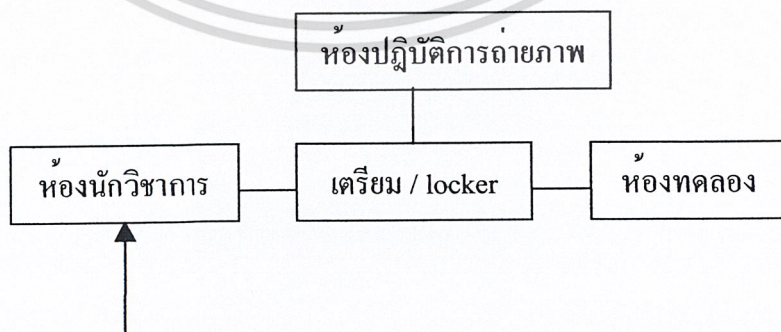 ห้องปฎิบัติการถ่ายภาพ
ห้องนักวิชาการ
เตรียม / locker
ห้องทดลอง